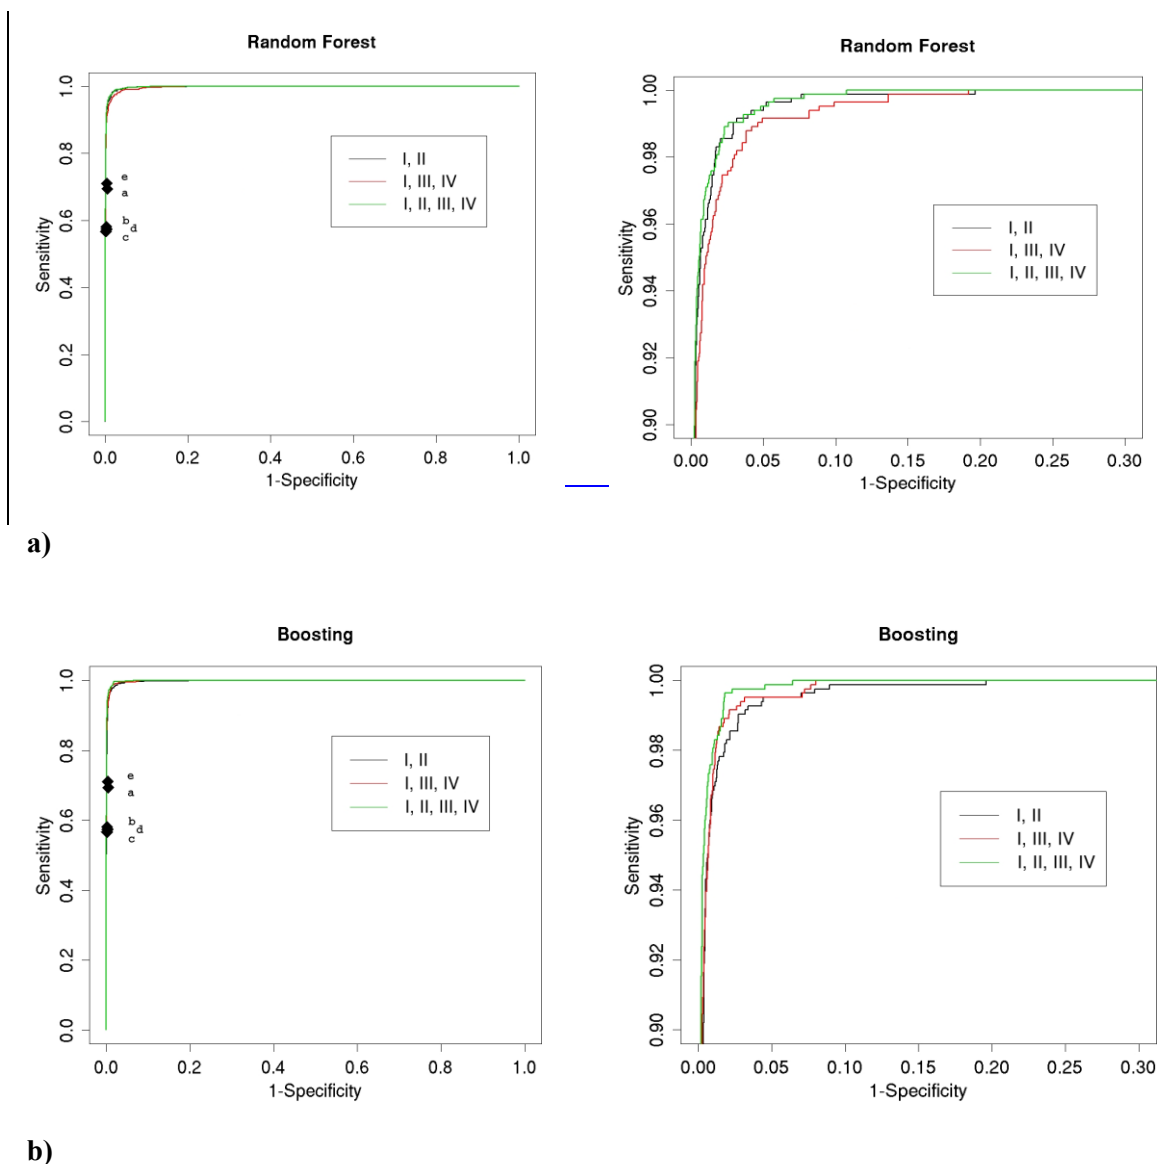 Random Forest
Sensitivity
0.0 0.2 0.4 0.6 0.8 1.0
e
a
b
d
c
I, II
I, III, IV
I, II, III, IV
0.0 0.2 0.4 0.6 0.8 1.0
1-Specificity
Random Forest
Sensitivity
0.90 0.92 0.94 0.96 0.98 1.00
I, II
I, III, IV
I, II, III, IV
0.00 0.05 0.10 0.15 0.20 0.25 0.30
1-Specificity
a)
Boosting
Sensitivity
0.0 0.2 0.4 0.6 0.8 1.0
e
a
b
d
c
I, II
I, III, IV
I, II, III, IV
0.0 0.2 0.4 0.6 0.8 1.0
1-Specificity
Boosting
Sensitivity
0.90 0.92 0.94 0.96 0.98 1.00
I, II
I, III, IV
I, II, III, IV
0.00 0.05 0.10 0.15 0.20 0.25 0.30
1-Specificity
b)